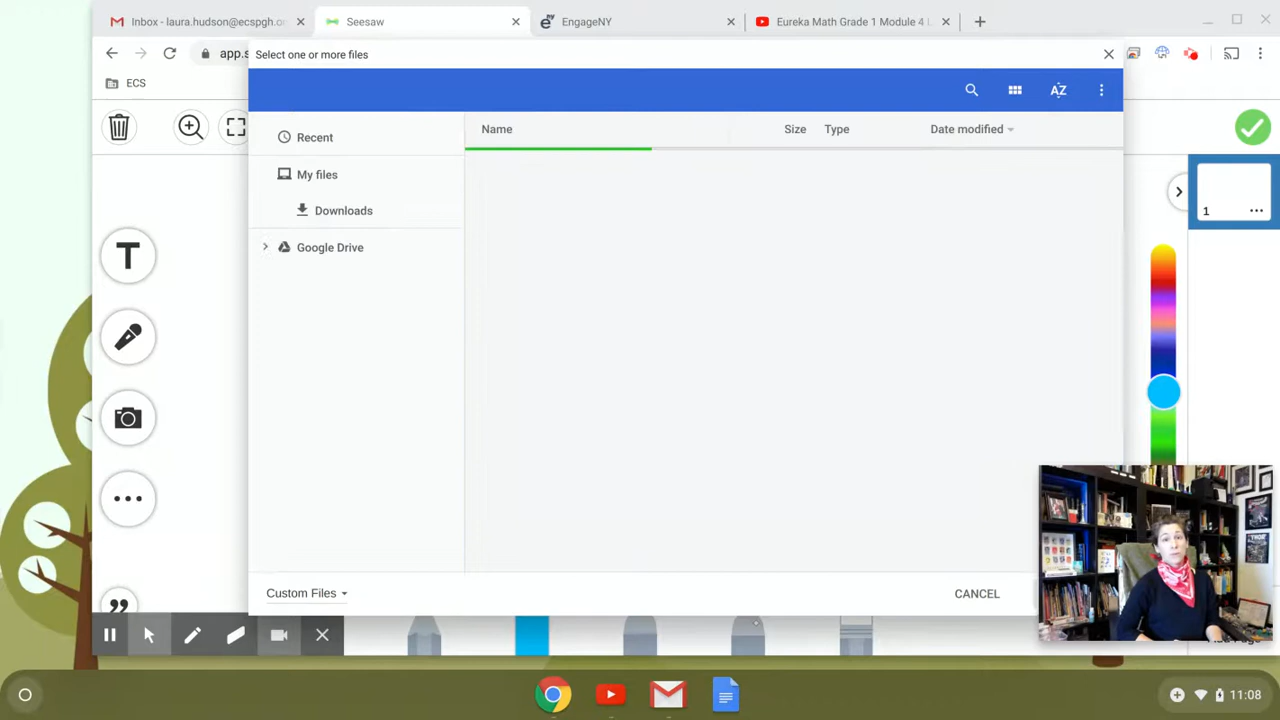 Inbox - laura.hudson@ecspgh.o
Seesaw
EngageNY
Eureka Math Grade 1 Module 4 L
app.s
Select one or more files
ECS
AZ
Recent
Name
Size
Type
Date modified
My files
Downloads
Google Drive
1
T
Custom Files
CANCEL
11:08